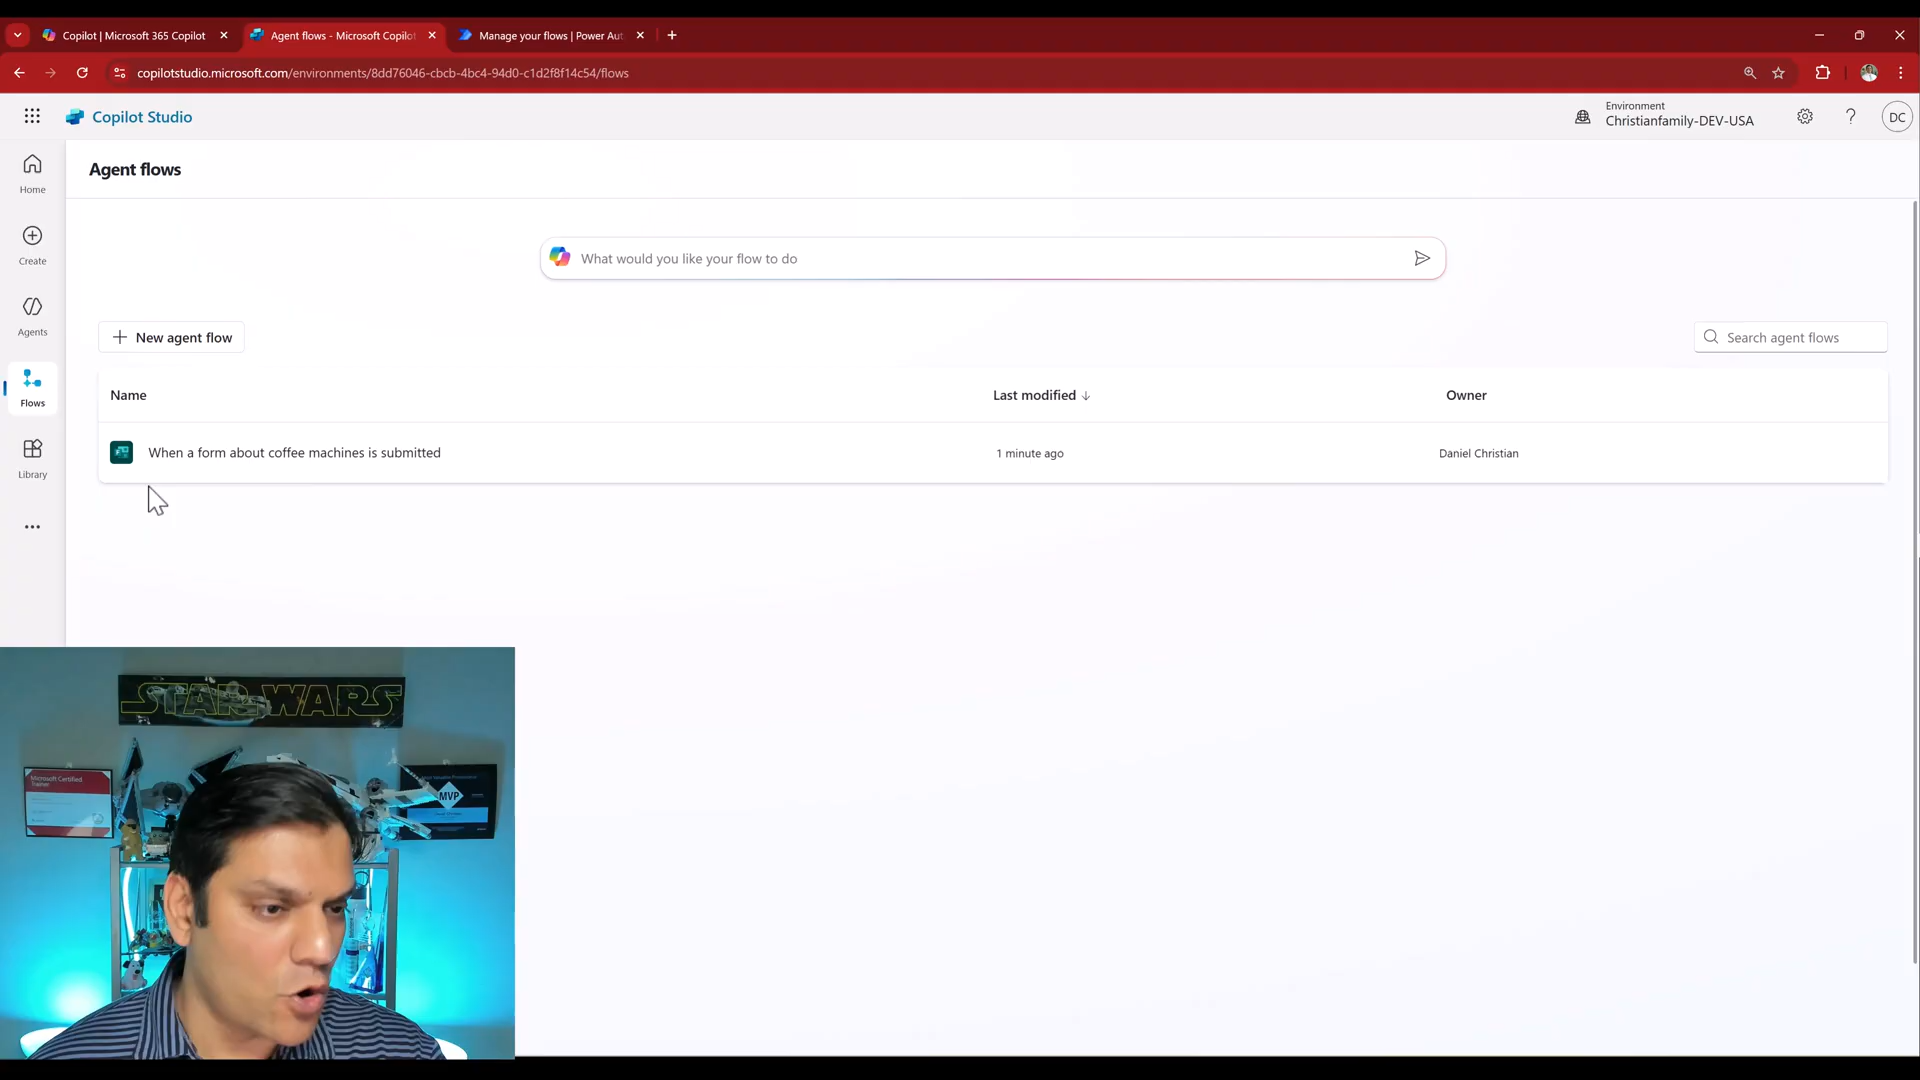 Copilot | Microsoft 365 Copilot
Agent flows - Microsoft Copilot
Manage your flows | Power Aut
copilotstudio.microsoft.com/environments/8dd76046-cbcb-4bc4-94d0-c1d2f8f14c54/flows
Copilot Studio
Environment
Christianfamily-DEV-USA
DC
Agent flows
Home
Create
Agents
Flows
Library
What would you like your flow to do
New agent flow
Search agent flows
Name
Last modified
Owner
When a form about coffee machines is submitted
1 minute ago
Daniel Christian
STAR WARS
Microsoft Certified
Trainer
MVP